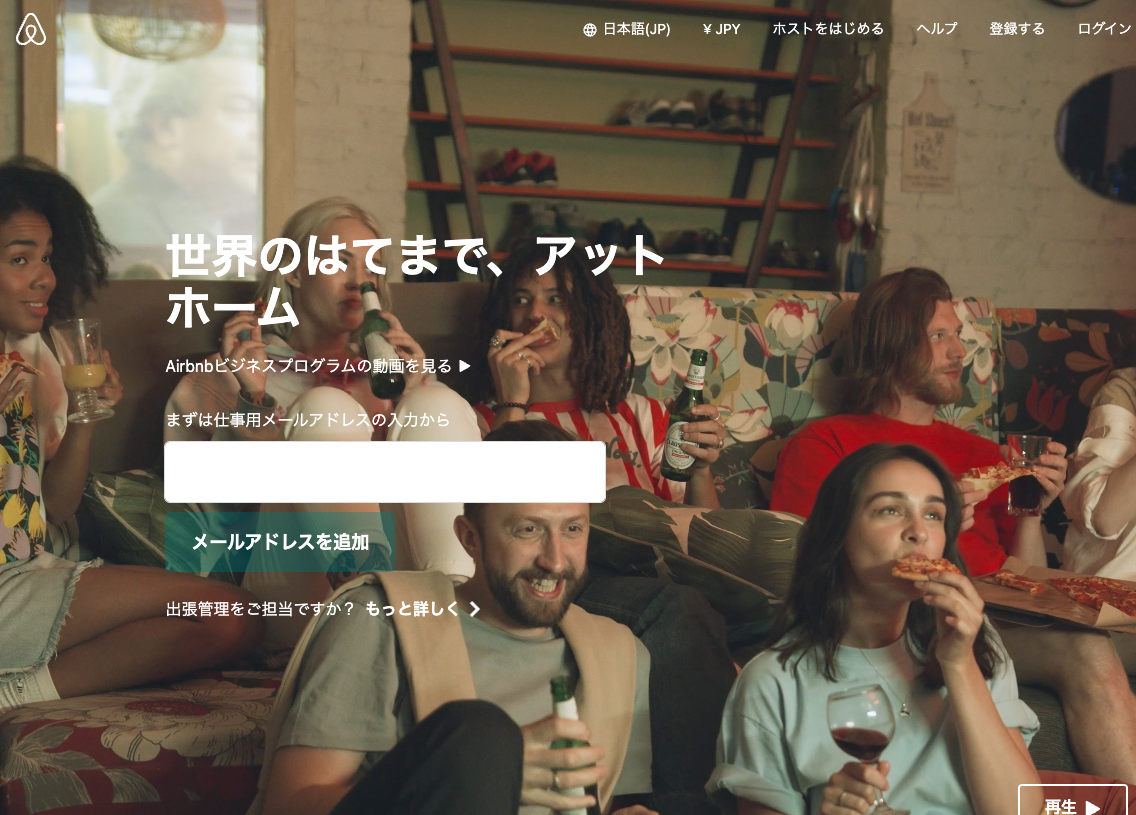 日本語(JP) ¥ JPY ホストをはじめる ヘルプ 登録する ログイン
世界のはてまで、アット
ホーム
Airbnbビジネスプログラムの動画を見る ▶
まずは仕事用メールアドレスの入力から
メールアドレスを追加
出張管理をご担当ですか？ もっと詳しく
再生 ▶